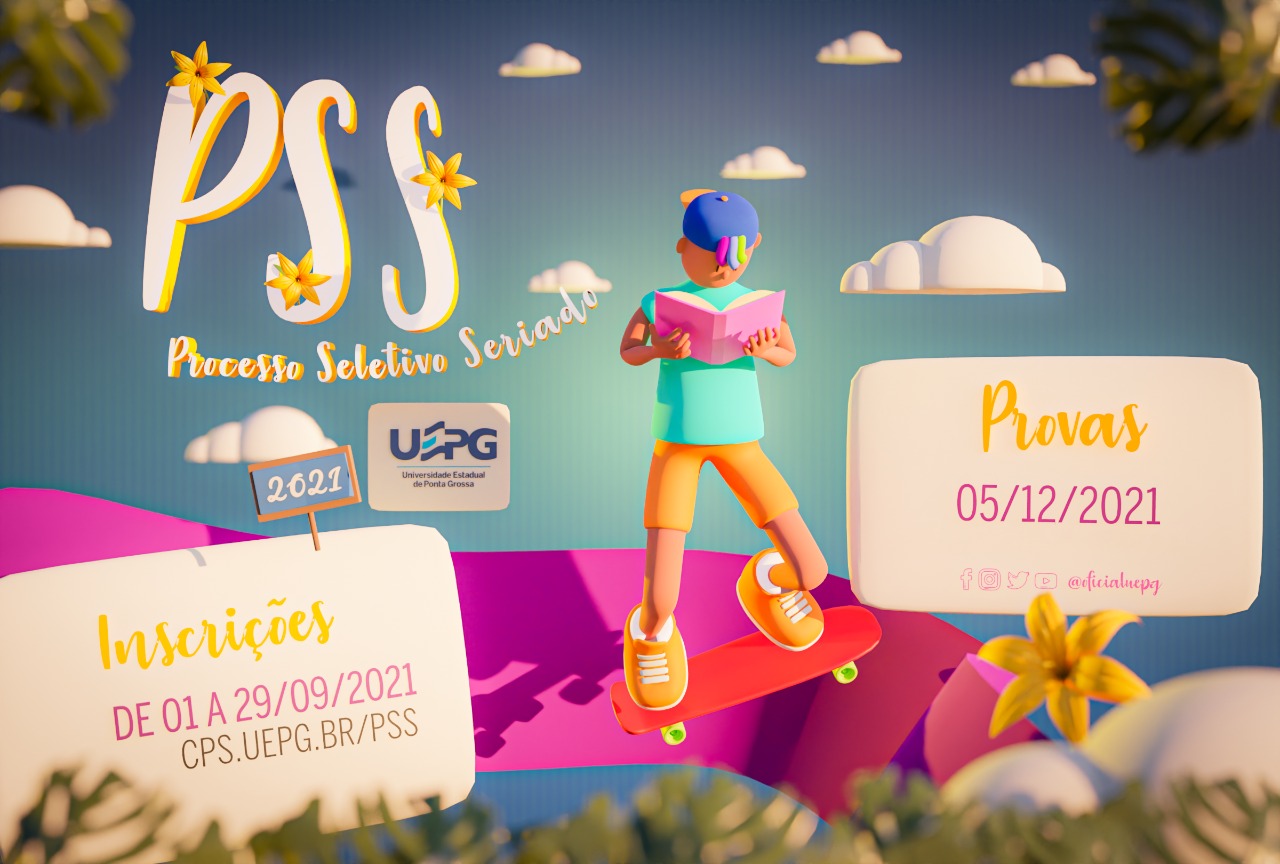 PSS
Processo Seletivo Seriado
UEPG
Universidade Estadual
de Ponta Grossa
2021
Inscrições
DE 01 A 29/09/2021
CPS.UEPG.BR/PSS
Provas
05/12/2021
@oficialuepg